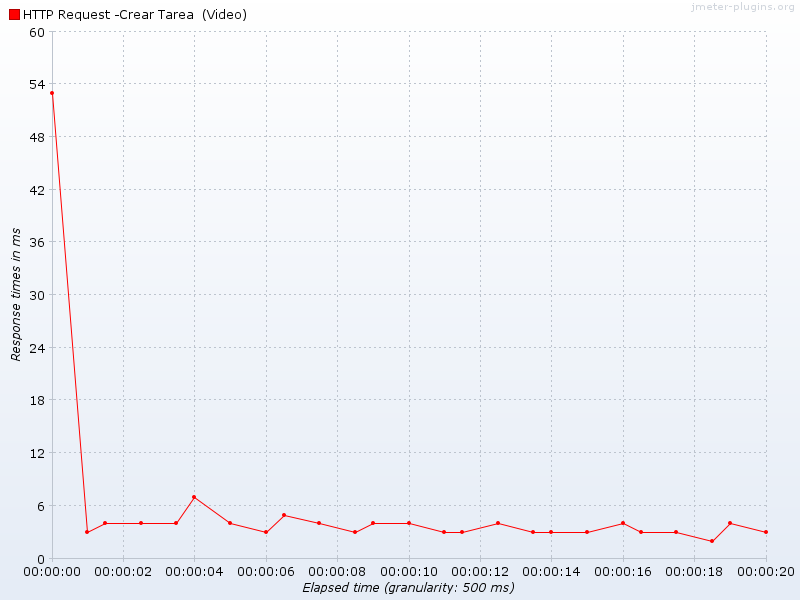 jmeter-plugins.org
HTTP Request -Crear Tarea  (Video)
60
54
48
42
36
30
24
18
12
6
0
Response times in ms
00:00:00 00:00:02 00:00:04 00:00:06 00:00:08 00:00:10 00:00:12 00:00:14 00:00:16 00:00:18 00:00:20
Elapsed time (granularity: 500 ms)